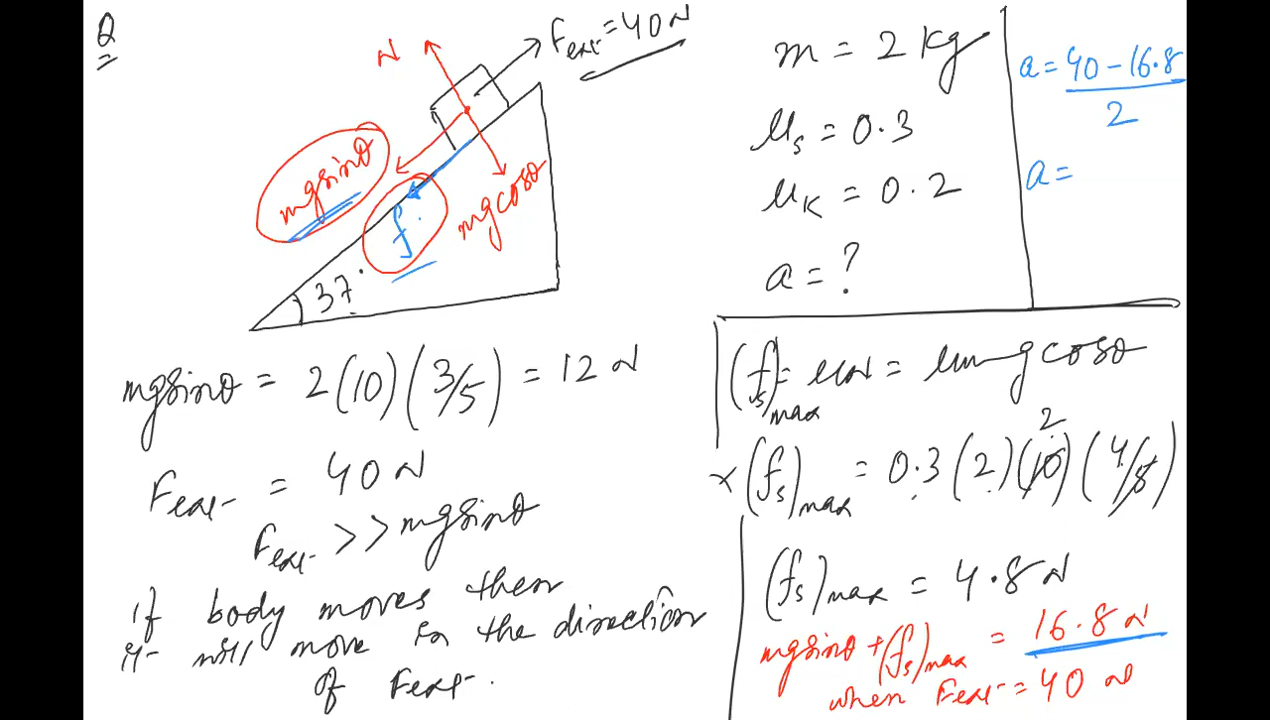 Q
N
Fext = 40 N
mg sinθ
f
mg cosθ
37°
m = 2 kg
μs = 0.3
μK = 0.2
a = ?
a = 40 - 16.8 / 2
a =
mg sinθ = 2(10)(3/5) = 12 N
Fext = 40 N
Fext >> mg sinθ
if body moves then
it will move in the direction
of Fext.
(fs)max = μN = μmg cosθ
(fs)max = 0.3 (2)(10)(4/5)
2
(fs)max = 4.8 N
mg sinθ + (fs)max = 16.8 N
when Fext = 40 N